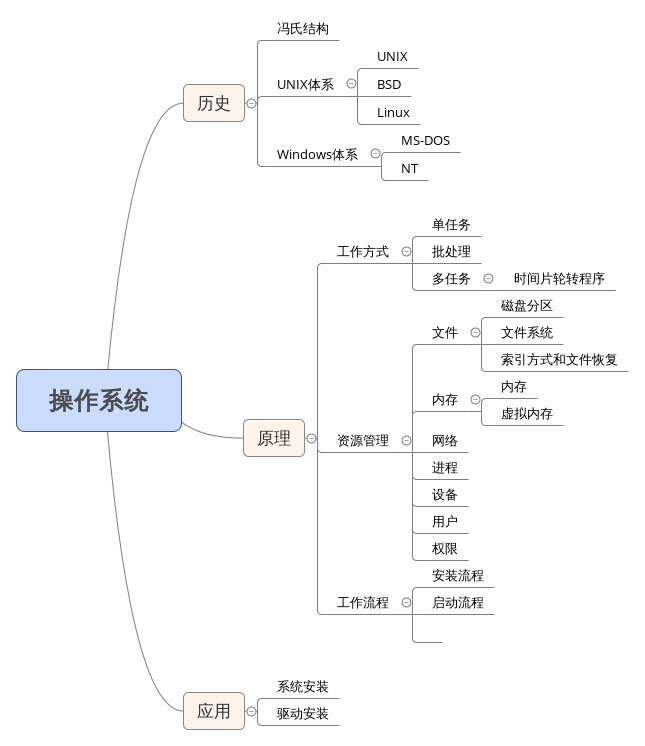 冯氏结构
UNIX
UNIX体系
BSD
历史
Linux
MS-DOS
Windows体系
NT
单任务
工作方式
批处理
多任务
时间片轮转程序
磁盘分区
文件
文件系统
索引方式和文件恢复
内存
内存
虚拟内存
操作系统
原理
资源管理
网络
进程
设备
用户
权限
安装流程
工作流程
启动流程
系统安装
应用
驱动安装